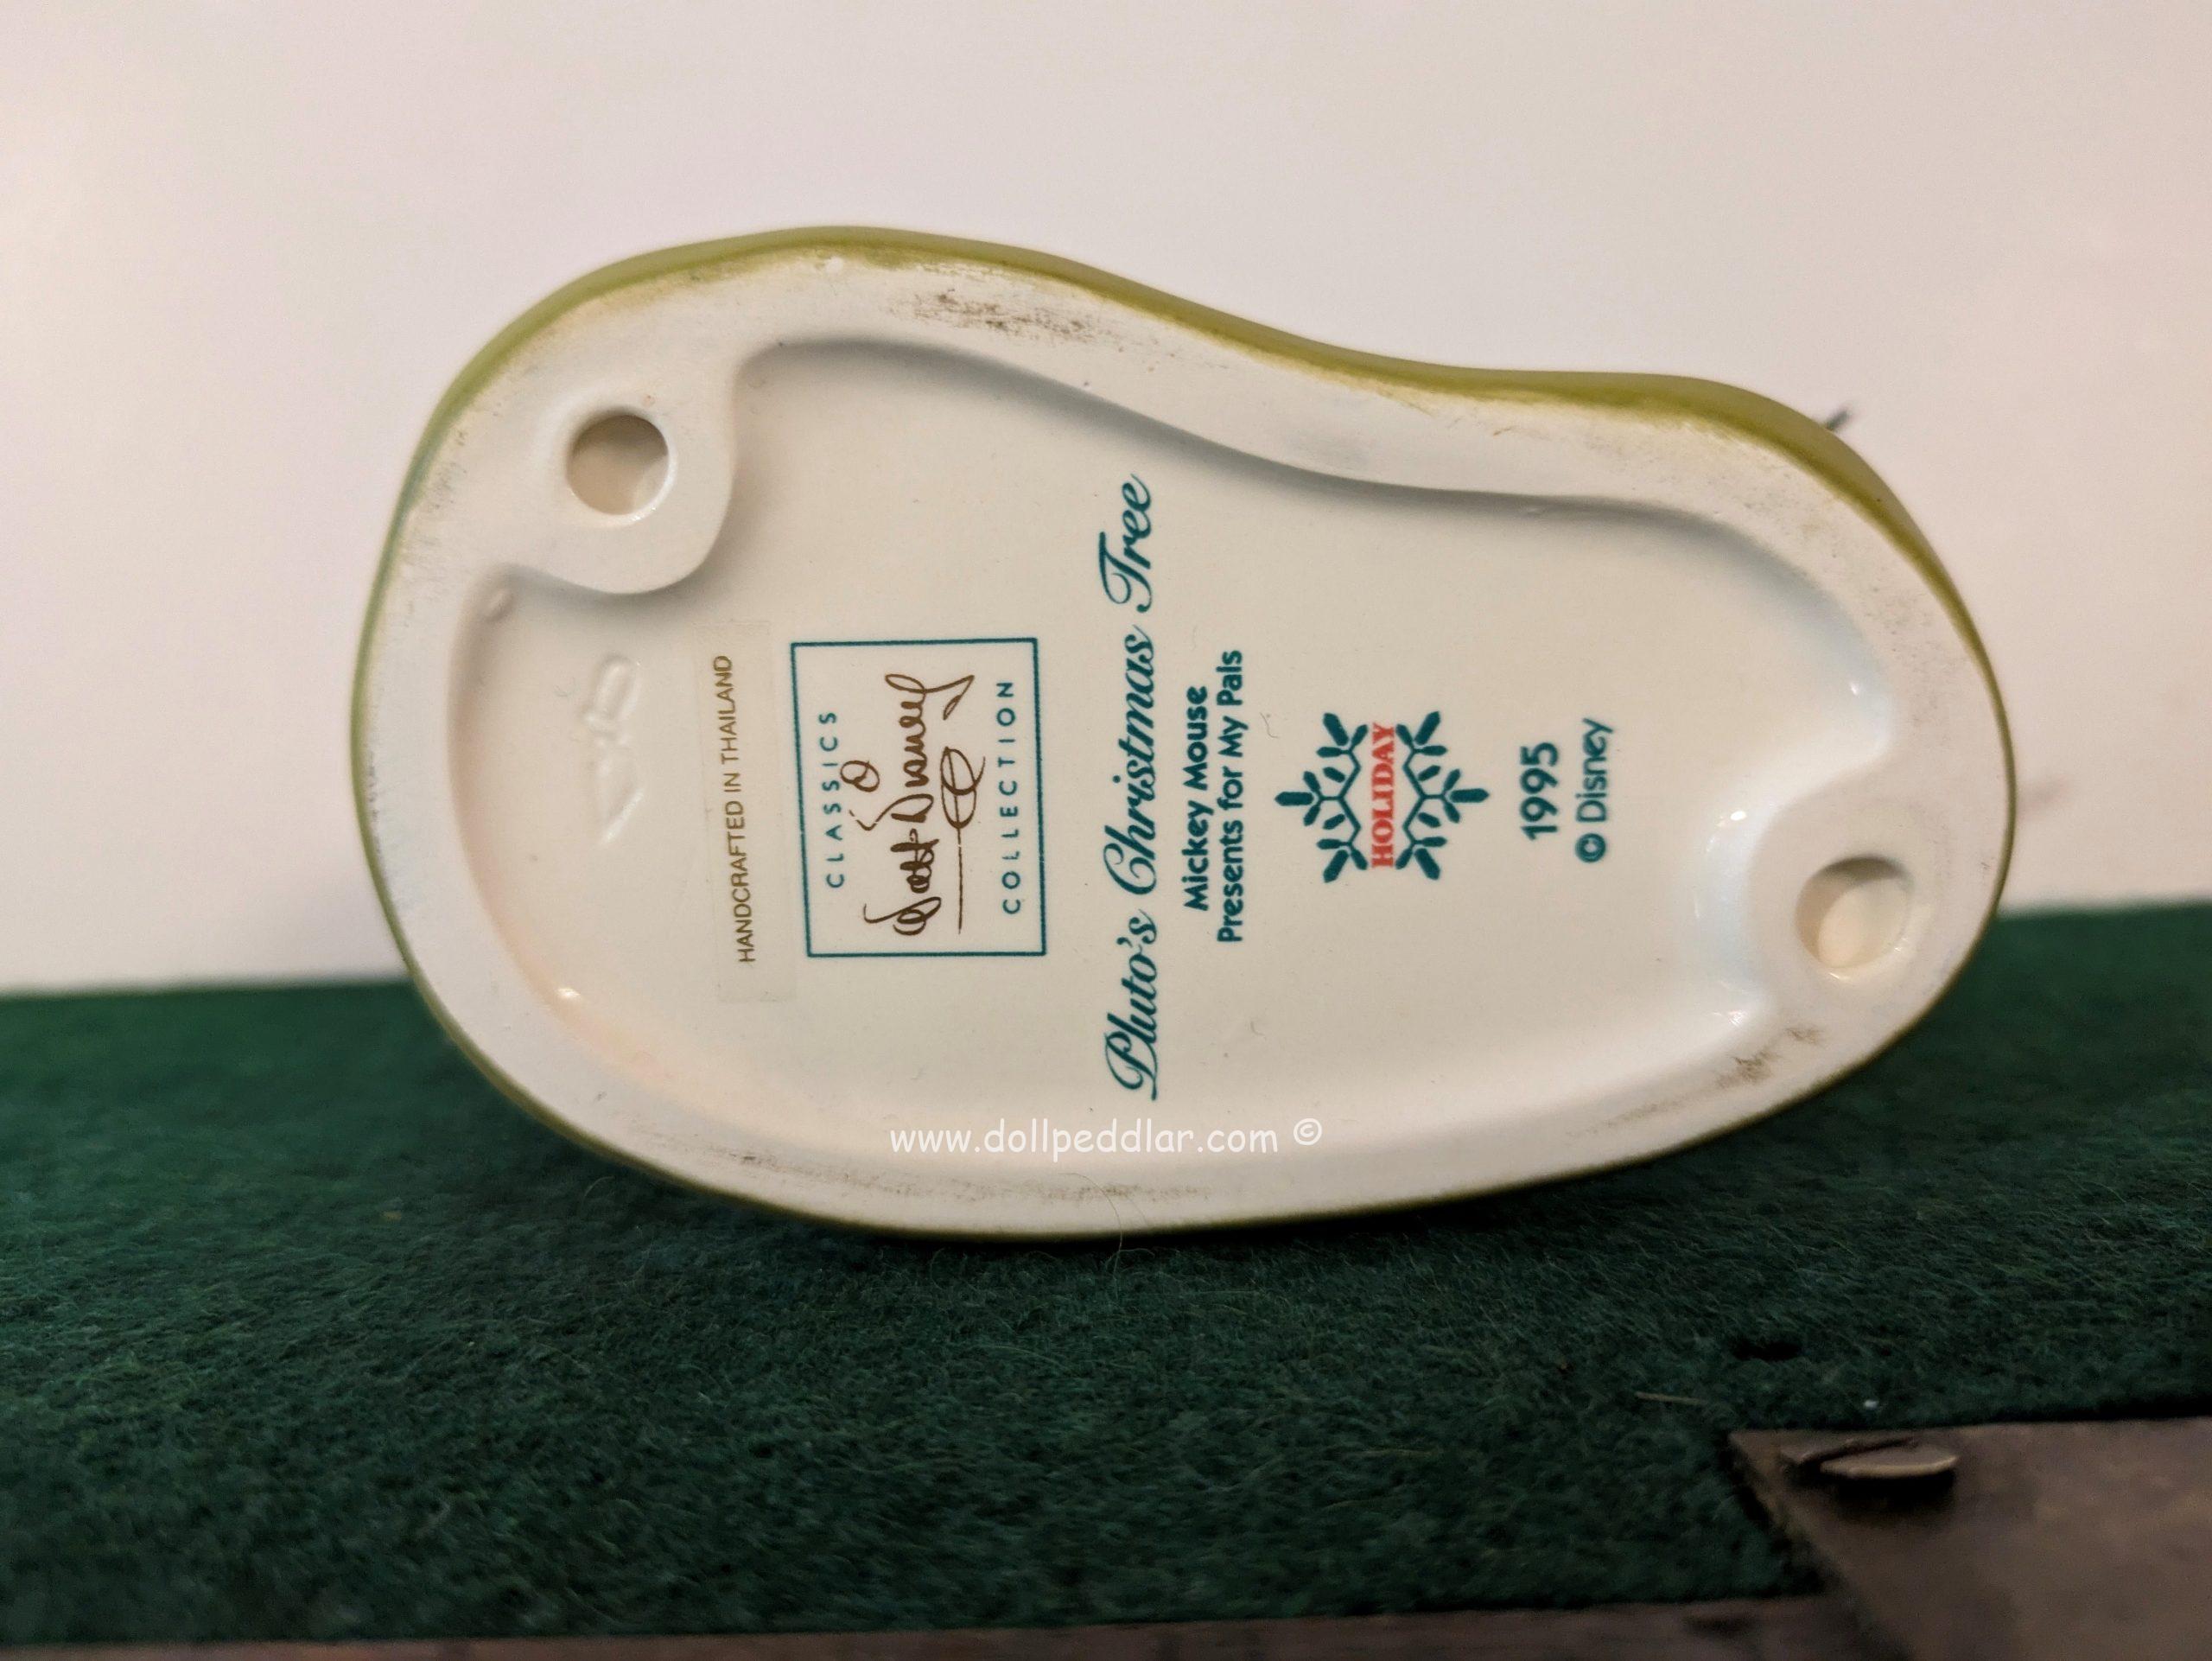 HANDCRAFTED IN THAILAND
CLASSICS
Walt Disney
COLLECTION
Pluto's Christmas Tree
Mickey Mouse
Presents for My Pals
HOLIDAY
1995
© Disney
www.dollpeddlar.com ©